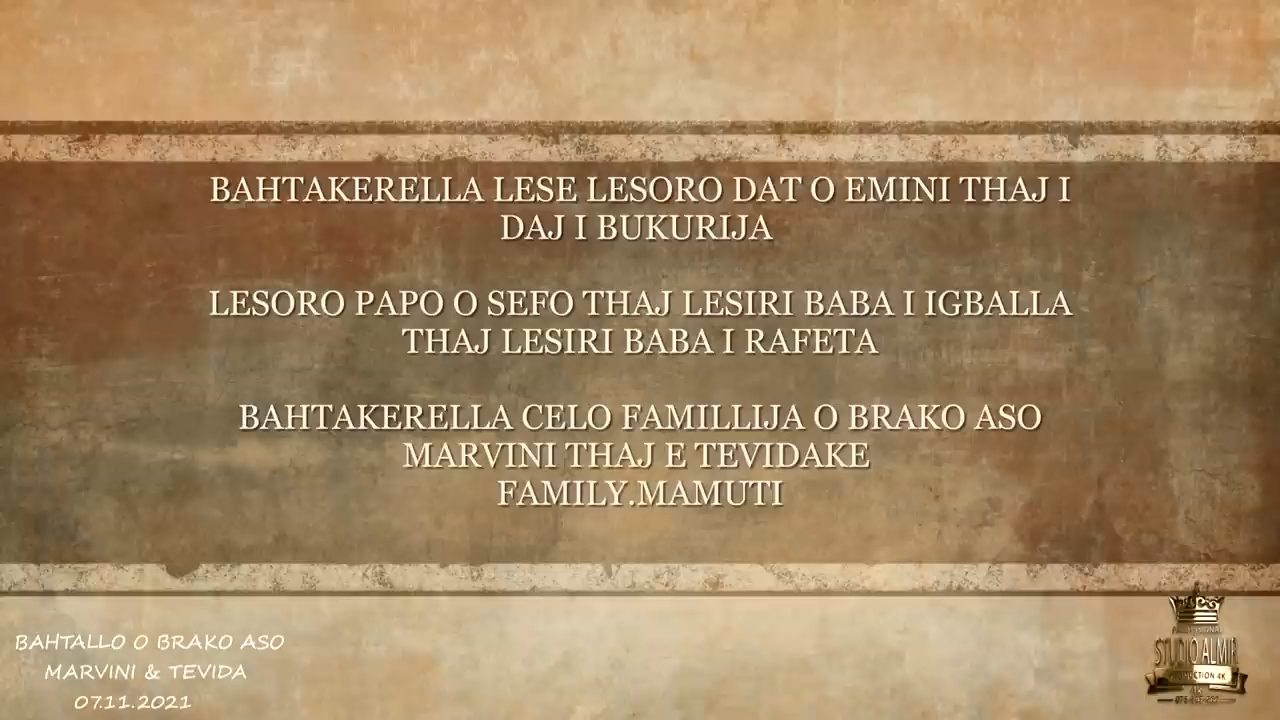 BAHTAKERELLA LESE LESORO DAT O EMINI THAJ I
DAJ I BUKURIJA
LESORO PAPO O SEFO THAJ LESIRI BABA I IGBALLA
THAJ LESIRI BABA I RAFETA
BAHTAKERELLA CELO FAMILLIJA O BRAKO ASO
MARVINI THAJ E TEVIDAKE
FAMILY.MAMUTI
BAHTALLO O BRAKO ASO
MARVINI & TEVIDA
07.11.2021
STUDIO ALMIR
PRODUCTION 4K